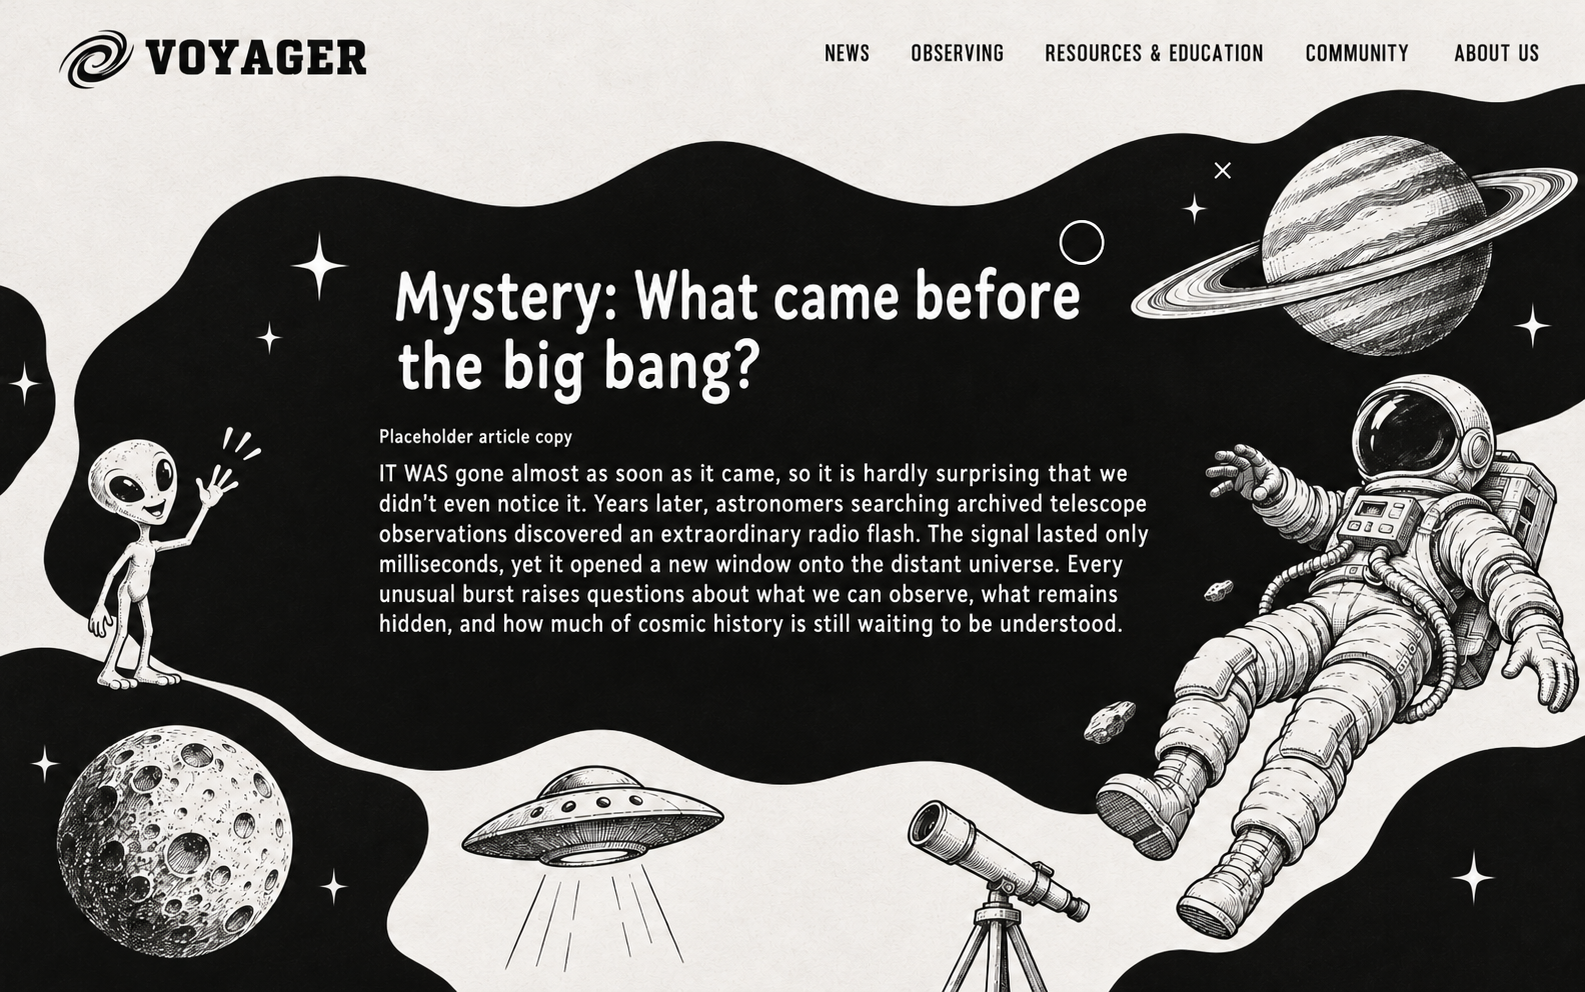 VOYAGER
NEWS OBSERVING RESOURCES & EDUCATION COMMUNITY ABOUT US
Mystery: What came before
the big bang?
Placeholder article copy
IT WAS gone almost as soon as it came, so it is hardly surprising that we
didn't even notice it. Years later, astronomers searching archived telescope
observations discovered an extraordinary radio flash. The signal lasted only
milliseconds, yet it opened a new window onto the distant universe. Every
unusual burst raises questions about what we can observe, what remains
hidden, and how much of cosmic history is still waiting to be understood.